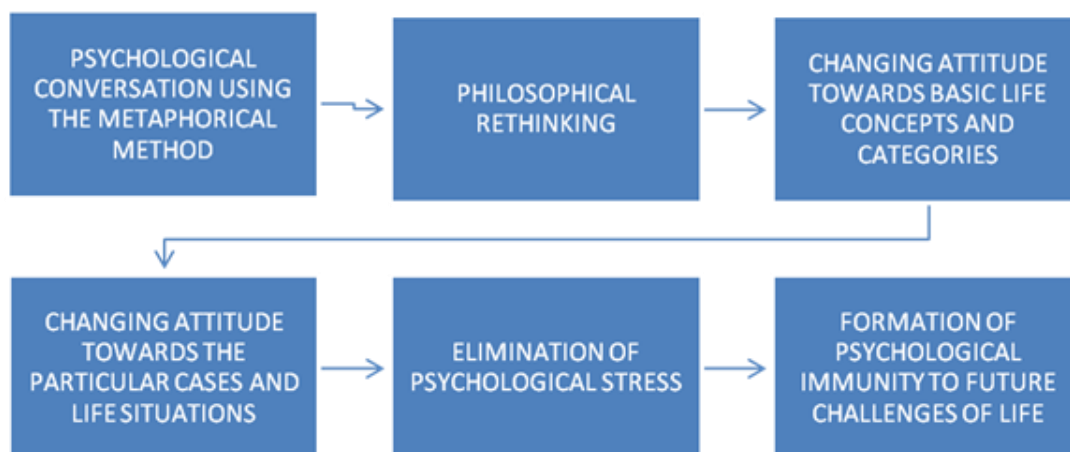 PSYCHOLOGICAL
CONVERSATION USING
THE METAPHORICAL
METHOD
PHILOSOPHICAL
RETHINKING
CHANGING ATTITUDE
TOWARDS BASIC LIFE
CONCEPTS AND
CATEGORIES
CHANGING ATTITUDE
TOWARDS THE
PARTICULAR CASES AND
LIFE SITUATIONS
ELIMINATION OF
PSYCHOLOGICAL STRESS
FORMATION OF
PSYCHOLOGICAL
IMMUNITY TO FUTURE
CHALLENGES OF LIFE